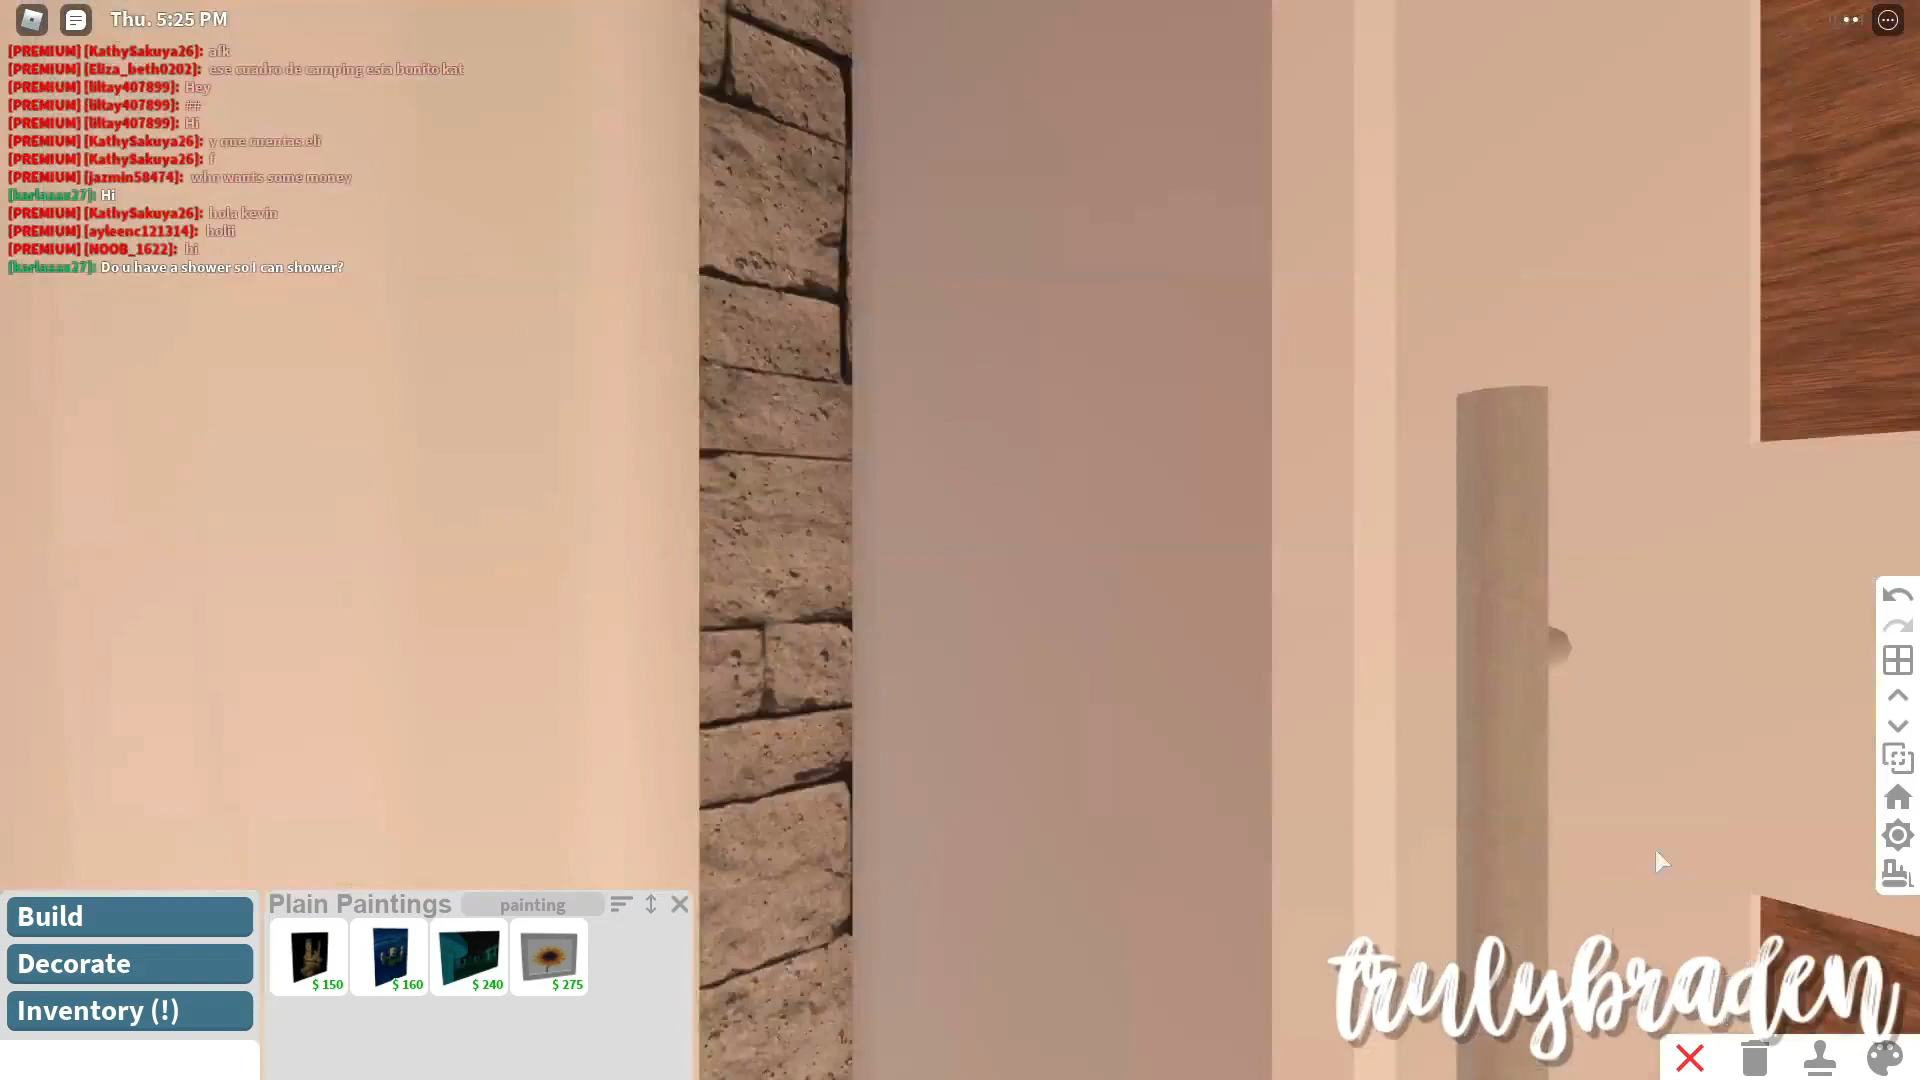 Thu. 5:25 PM
[PREMIUM] [KathySakuya26]: afk
[PREMIUM] [Eliza_beth0202]: ese cuadro de camping esta bonito kat
[PREMIUM] [liltay407899]: Hey
[PREMIUM] [liltay407899]: ##
[PREMIUM] [liltay407899]: Hi
[PREMIUM] [KathySakuya26]: y que cuentas eli
[PREMIUM] [KathySakuya26]: f
[PREMIUM] [jazmin58474]: who wants some money
Hi
[PREMIUM] [KathySakuya26]: hola kevin
[PREMIUM] [ayleenc121314]: holii
[PREMIUM] [NOOB_1622]: hi
Do u have a shower so I can shower?
Build
Decorate
Inventory (!)
Plain Paintings
painting
$ 150
$ 160
$ 240
$ 275
trulybraden